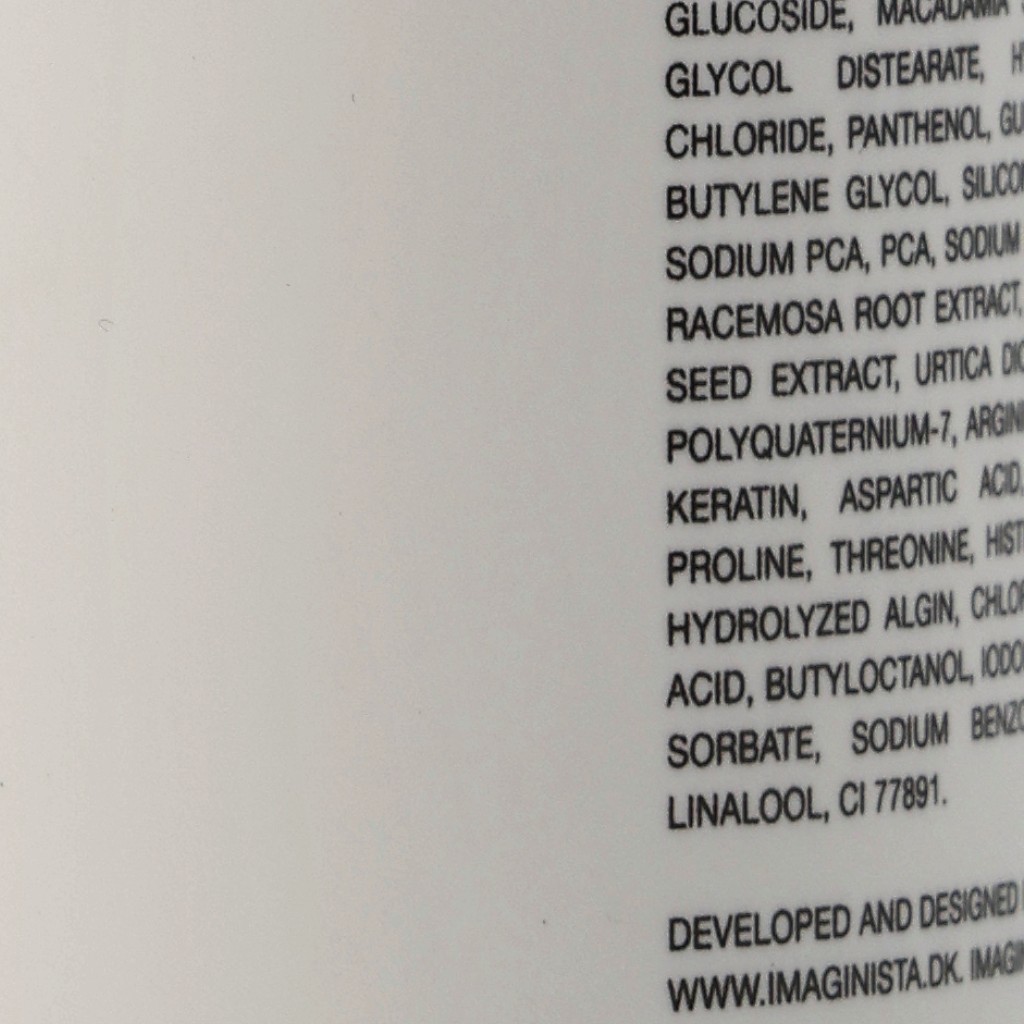 GLUCOSIDE, MACADAMIA
GLYCOL DISTEARATE,
CHLORIDE, PANTHENOL,
BUTYLENE GLYCOL,
SODIUM PCA, PCA, SODIUM
RACEMOSA ROOT EXTRACT,
SEED EXTRACT, URTICA
POLYQUATERNIUM-7,
KERATIN, ASPARTIC ACID,
PROLINE, THREONINE,
HYDROLYZED ALGIN,
ACID, BUTYLOCTANOL,
SORBATE, SODIUM
LINALOOL, CI 77891.
DEVELOPED AND DESIGNED
WWW.IMAGINISTA.DK.